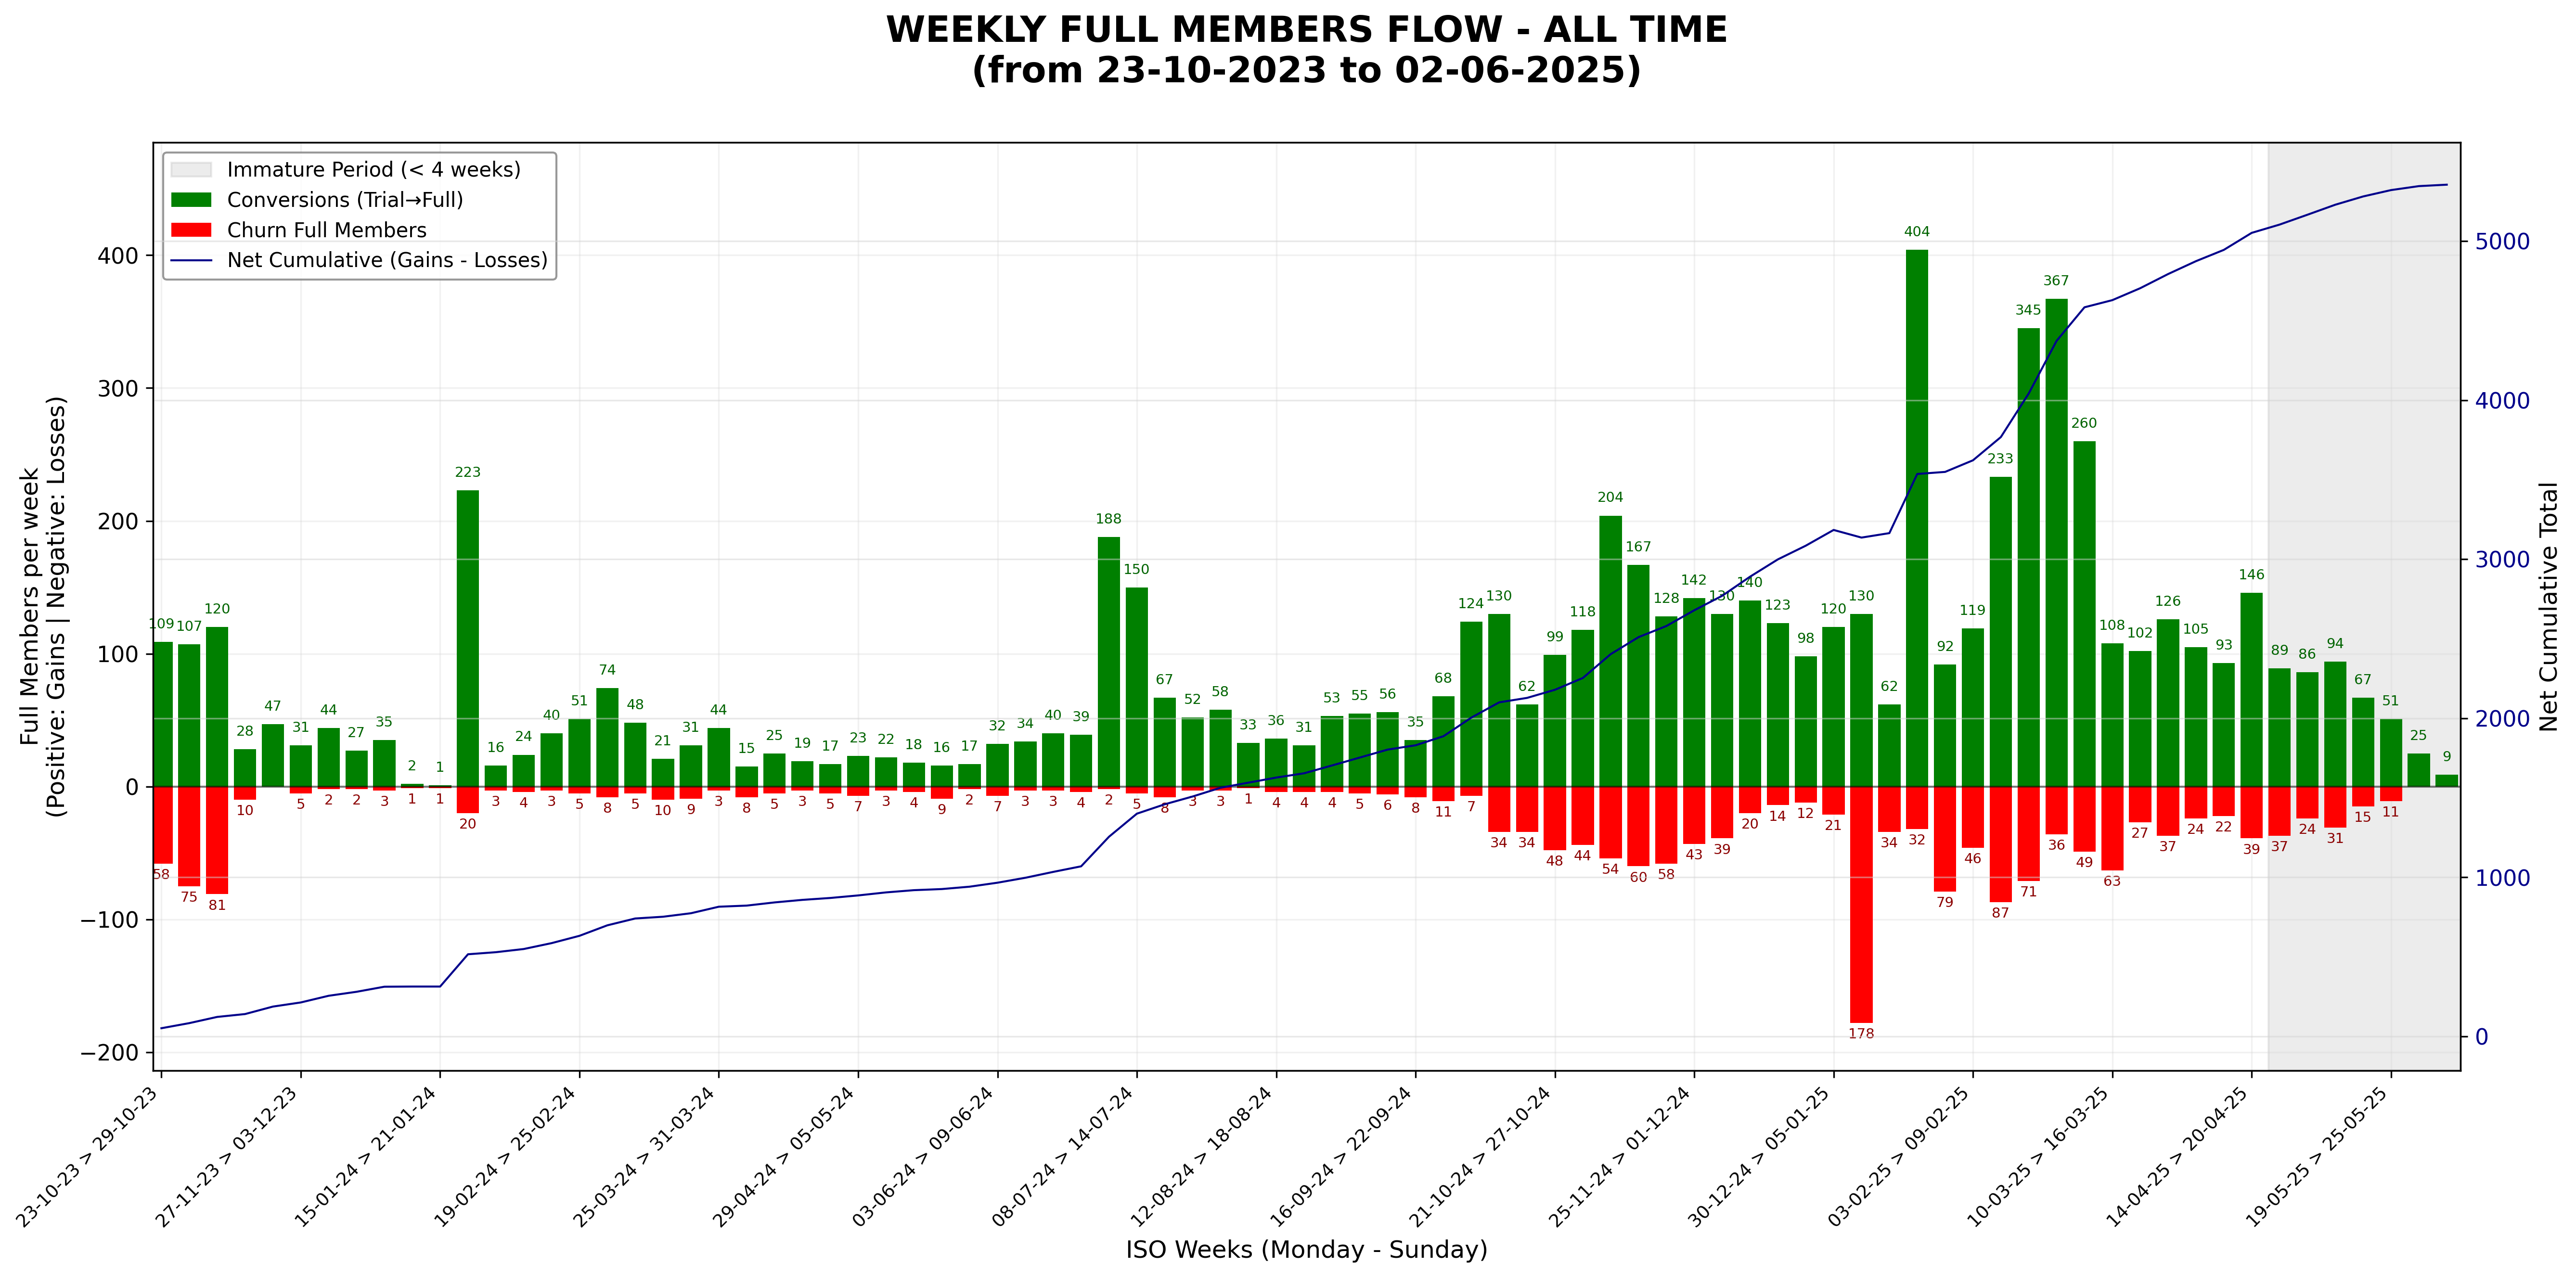 WEEKLY FULL MEMBERS FLOW - ALL TIME
(from 23-10-2023 to 02-06-2025)
Immature Period (< 4 weeks)
Conversions (Trial→Full)
Churn Full Members
Net Cumulative (Gains - Losses)
Full Members per week
(Positive: Gains | Negative: Losses)
400
300
200
100
0
−100
−200
109 107 120 28 47 31 44 27 35 2 1 223 16 24 40 51 74 48 21 31 44 15 25 19 17 23 22 18 16 17 32 34 40 39 188 150 67 52 58 33 36 31 53 55 56 35 68 124 130 62 99 118 204 167 128 142 130 140 123 98 120 130 62 404 92 119 233 345 367 260 108 102 126 105 93 146 89 86 94 67 51 25 9
58 75 81 10 5 2 2 3 1 1 20 3 4 3 5 8 5 10 9 3 8 5 3 5 7 3 4 9 2 7 3 3 4 2 5 8 3 3 1 4 4 4 5 6 8 11 7 34 34 48 44 54 60 58 43 39 20 14 12 21 178 34 32 79 46 87 71 36 49 63 27 37 24 22 39 37 24 31 15 11
5000
4000
3000
2000
1000
0
Net Cumulative Total
23-10-23 > 29-10-23
27-11-23 > 03-12-23
15-01-24 > 21-01-24
19-02-24 > 25-02-24
25-03-24 > 31-03-24
29-04-24 > 05-05-24
03-06-24 > 09-06-24
08-07-24 > 14-07-24
12-08-24 > 18-08-24
16-09-24 > 22-09-24
21-10-24 > 27-10-24
25-11-24 > 01-12-24
30-12-24 > 05-01-25
03-02-25 > 09-02-25
10-03-25 > 16-03-25
14-04-25 > 20-04-25
19-05-25 > 25-05-25
ISO Weeks (Monday - Sunday)